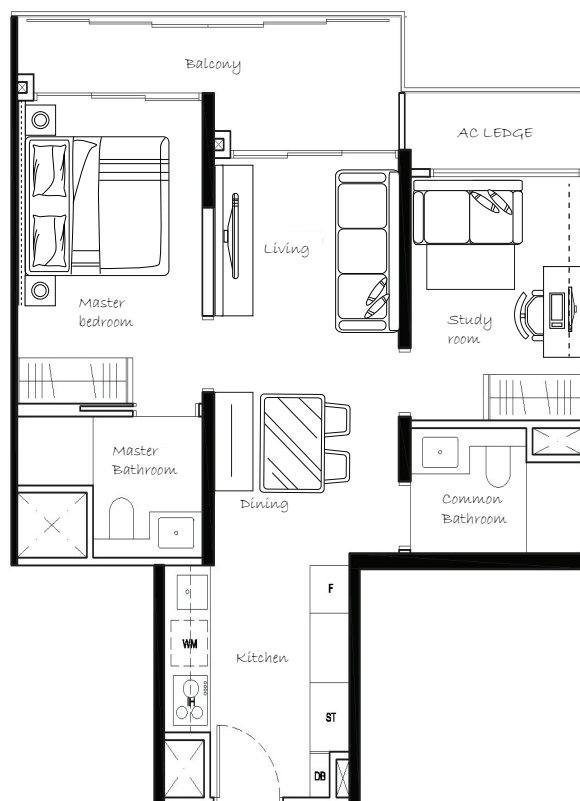 Balcony
AC LEDGE
Living
Master
bedroom
Study
room
Master
Bathroom
Dining
Common
Bathroom
F
WM
Kitchen
IH
ST
DB